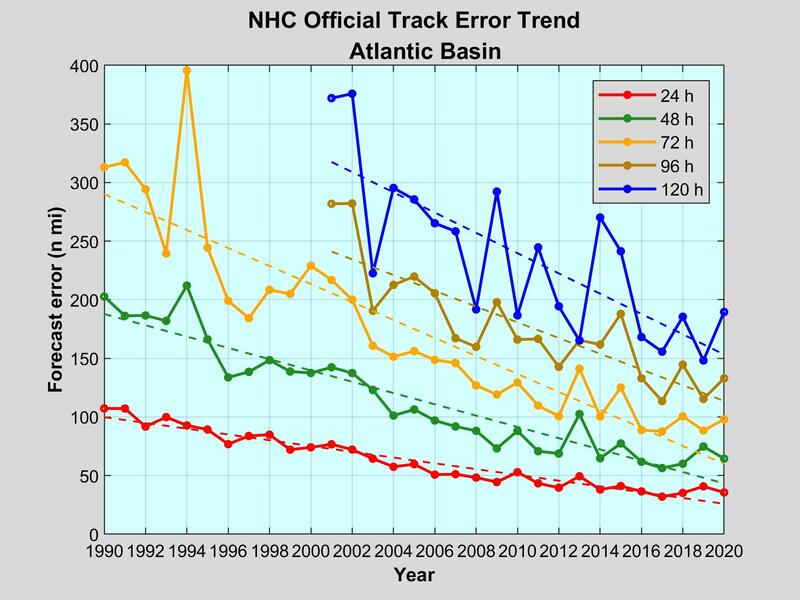 NHC Official Track Error Trend
Atlantic Basin
400
350
300
250
200
150
100
50
0
Forecast error (n mi)
24 h
48 h
72 h
96 h
120 h
1990 1992 1994 1996 1998 2000 2002 2004 2006 2008 2010 2012 2014 2016 2018 2020
Year